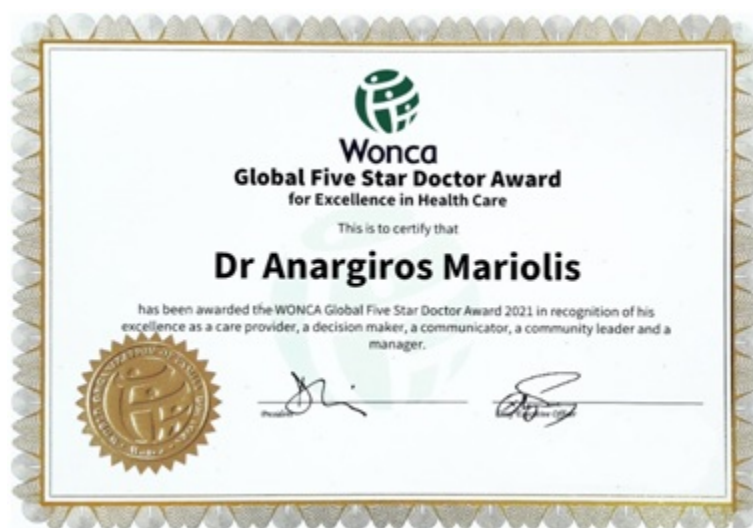 Wonca
Global Five Star Doctor Award
for Excellence in Health Care
This is to certify that
Dr Anargiros Mariolis
has been awarded the WONCA Global Five Star Doctor Award 2021 in recognition of his
excellence as a care provider, a decision maker, a communicator, a community leader and a
manager.
President
Officer